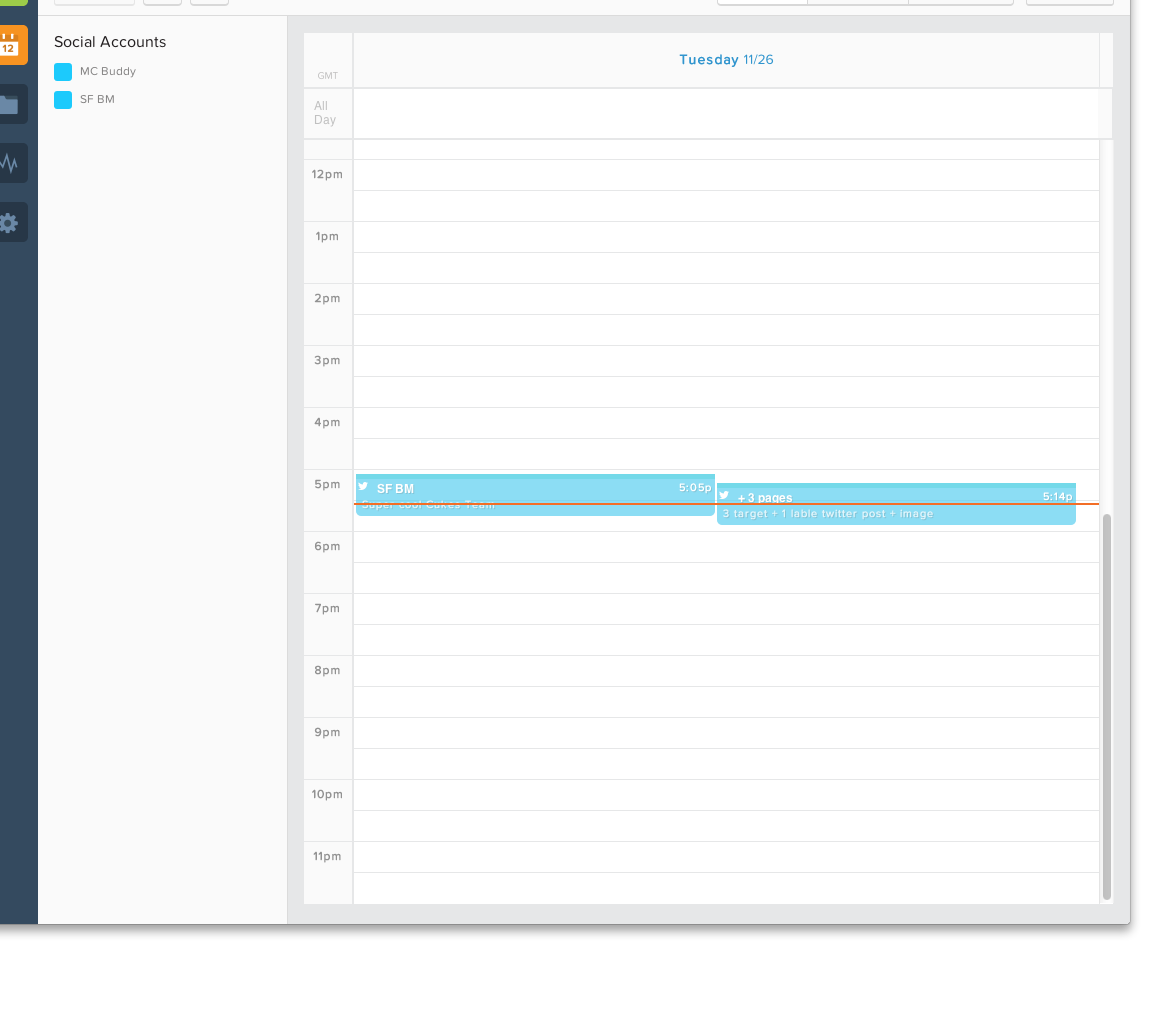 12
Social Accounts
MC Buddy
SF BM
Tuesday 11/26
GMT
All
Day
12pm
1pm
2pm
3pm
4pm
5pm
SF BM 5:05p
Super cool Cukes Team
+ 3 pages 5:14p
3 target + 1 lable twitter post + image
6pm
7pm
8pm
9pm
10pm
11pm